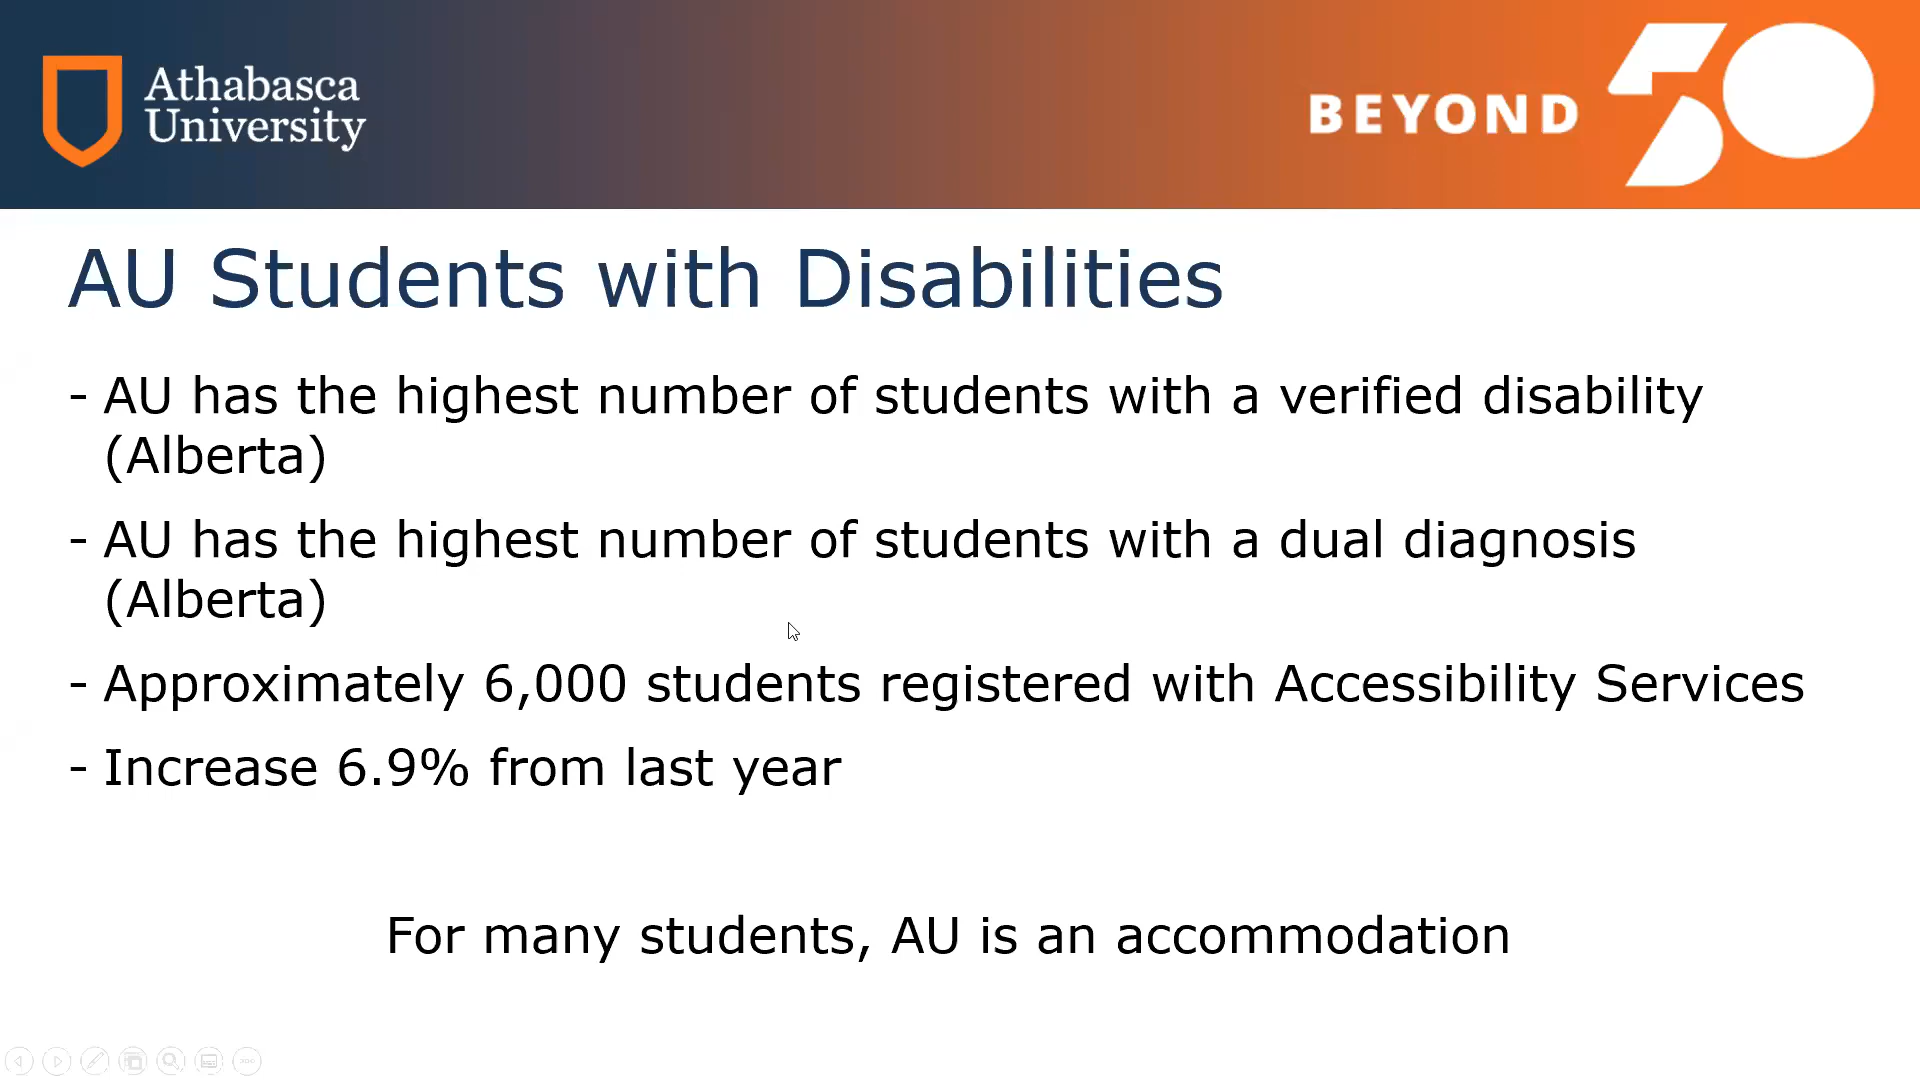 Athabasca
University
BEYOND 50
AU Students with Disabilities
- AU has the highest number of students with a verified disability
(Alberta)
- AU has the highest number of students with a dual diagnosis
(Alberta)
- Approximately 6,000 students registered with Accessibility Services
- Increase 6.9% from last year
For many students, AU is an accommodation